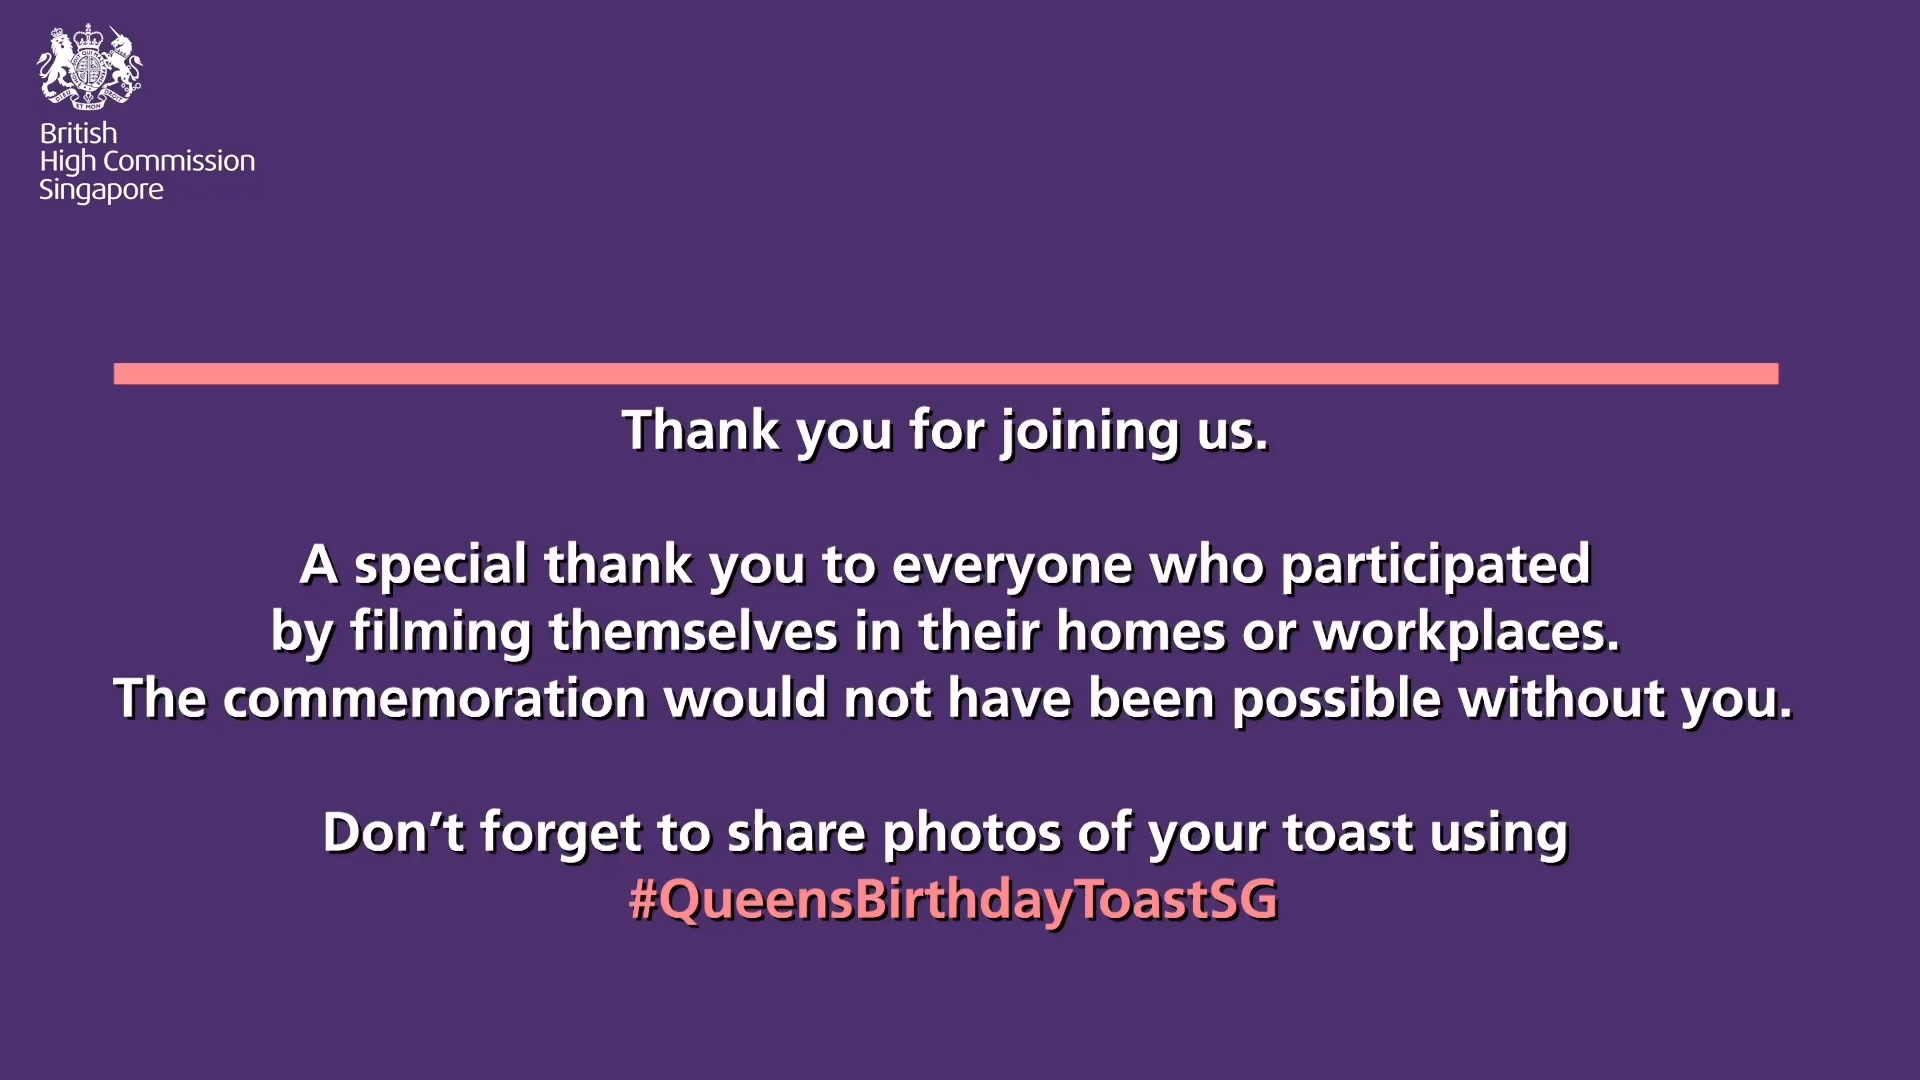 British
High Commission
Singapore
Thank you for joining us.
A special thank you to everyone who participated
by filming themselves in their homes or workplaces.
The commemoration would not have been possible without you.
Don’t forget to share photos of your toast using
#QueensBirthdayToastSG